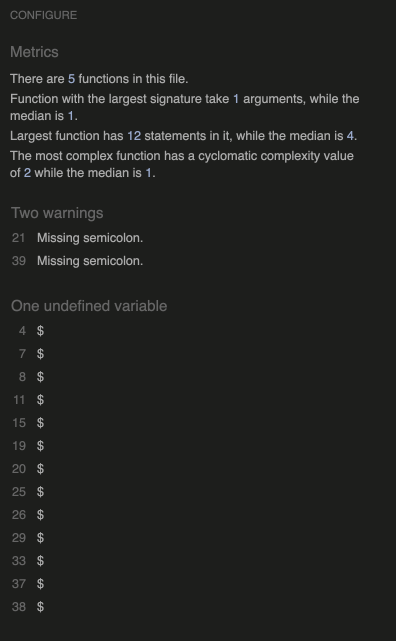 CONFIGURE
Metrics
There are 5 functions in this file.
Function with the largest signature take 1 arguments, while the
median is 1.
Largest function has 12 statements in it, while the median is 4.
The most complex function has a cyclomatic complexity value
of 2 while the median is 1.
Two warnings
21 Missing semicolon.
39 Missing semicolon.
One undefined variable
4 $
7 $
8 $
11 $
15 $
19 $
20 $
25 $
26 $
29 $
33 $
37 $
38 $